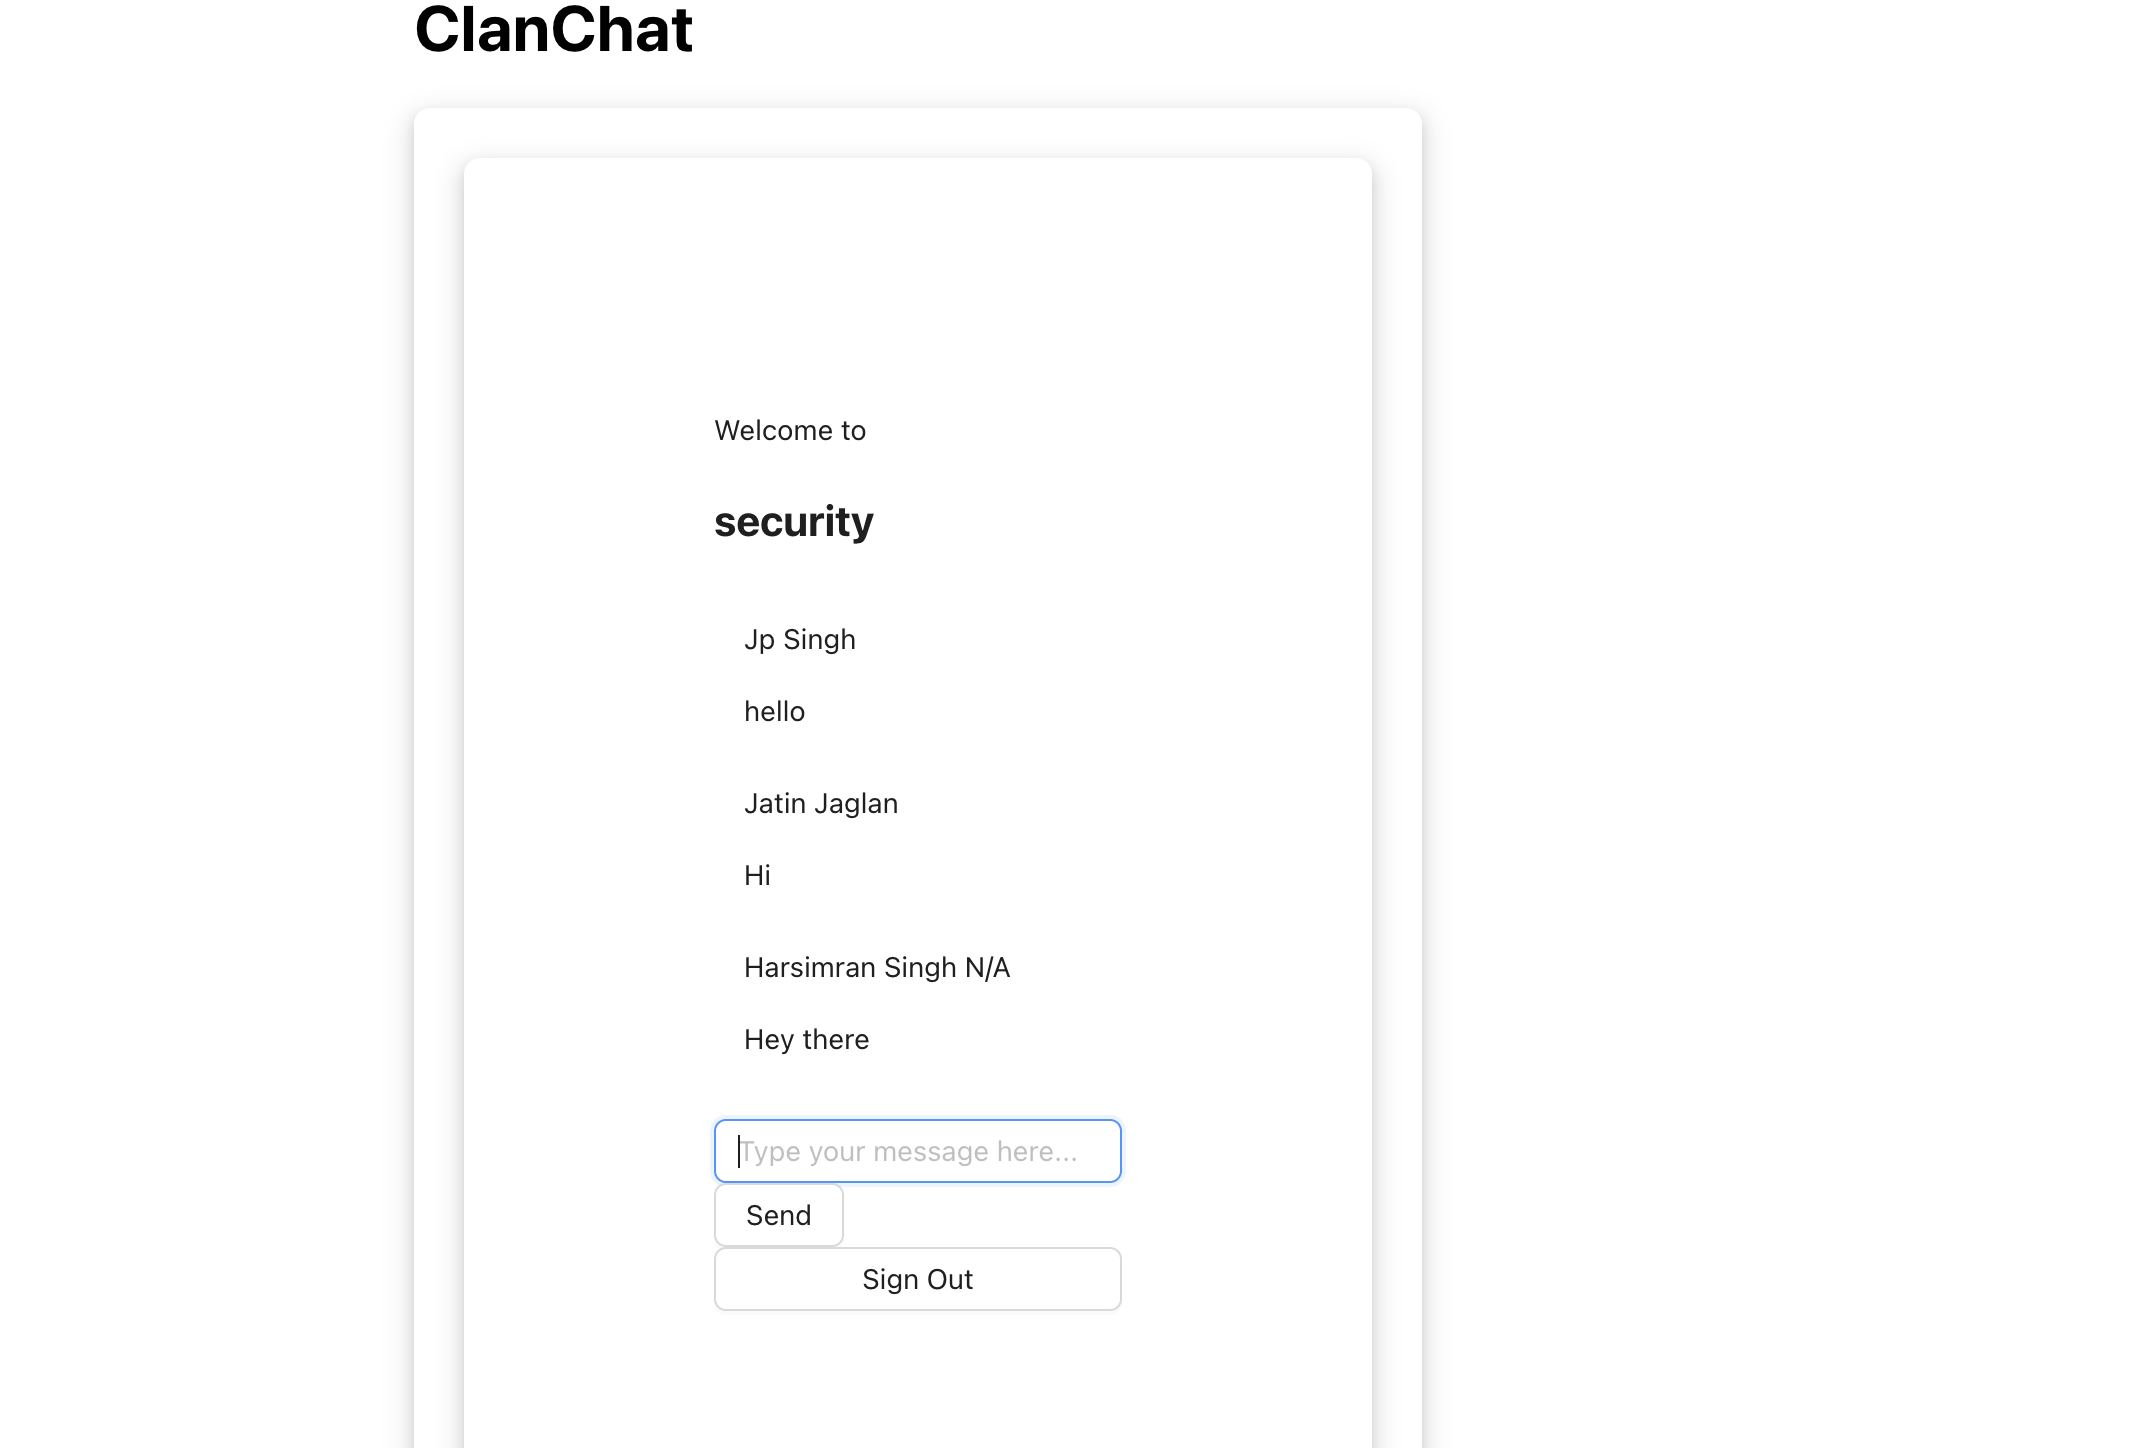 ClanChat
Welcome to
security
Jp Singh
hello
Jatin Jaglan
Hi
Harsimran Singh N/A
Hey there
Type your message here...
Send
Sign Out